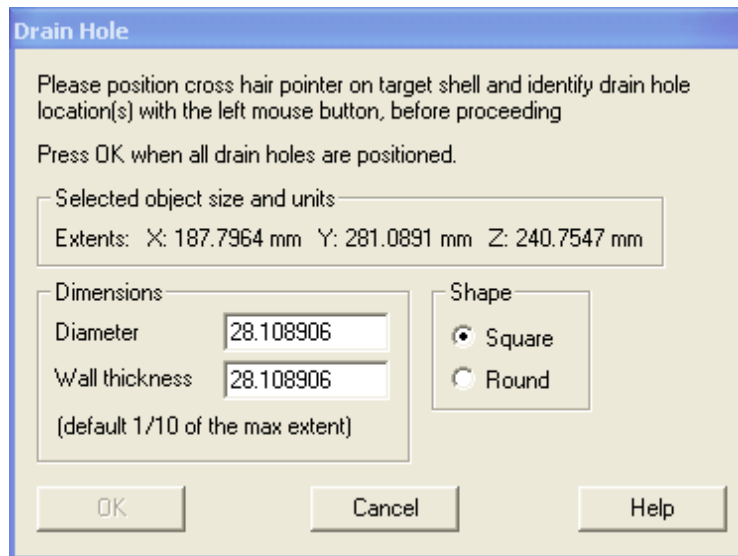 Drain Hole
Please position cross hair pointer on target shell and identify drain hole
location(s) with the left mouse button, before proceeding
Press OK when all drain holes are positioned.
Selected object size and units
Extents: X: 187.7964 mm Y: 281.0891 mm Z: 240.7547 mm
Dimensions
Diameter 28.108906
Wall thickness 28.108906
(default 1/10 of the max extent)
Shape
Square
Round
OK Cancel Help